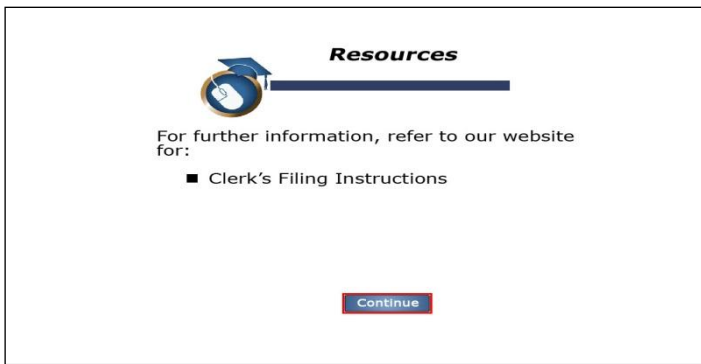 Resources
For further information, refer to our website
for:
■ Clerk’s Filing Instructions
Continue